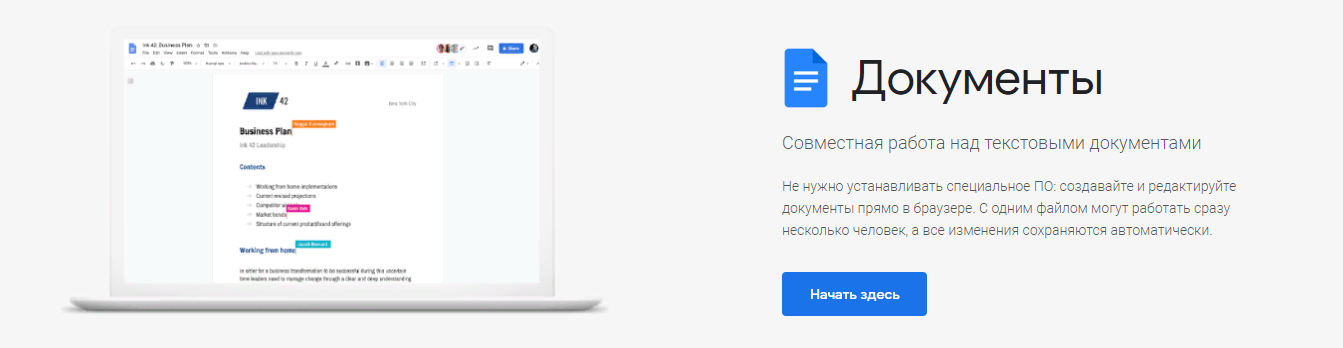 Ink 42 Business Plan
File Edit View Insert Format Tools Add-ons Help
Share
INK 42
New York City
Business Plan
Ink 42 Leadership
Contents
Working from home implementations
Current revised projections
Competitor
Market trends
Structure of current products and offerings
Working from home
In order for a business transformation to be successful during this uncertain
time leaders need to manage change through a clear and deep understanding
Документы
Совместная работа над текстовыми документами
Не нужно устанавливать специальное ПО: создавайте и редактируйте
документы прямо в браузере. С одним файлом могут работать сразу
несколько человек, а все изменения сохраняются автоматически.
Начать здесь